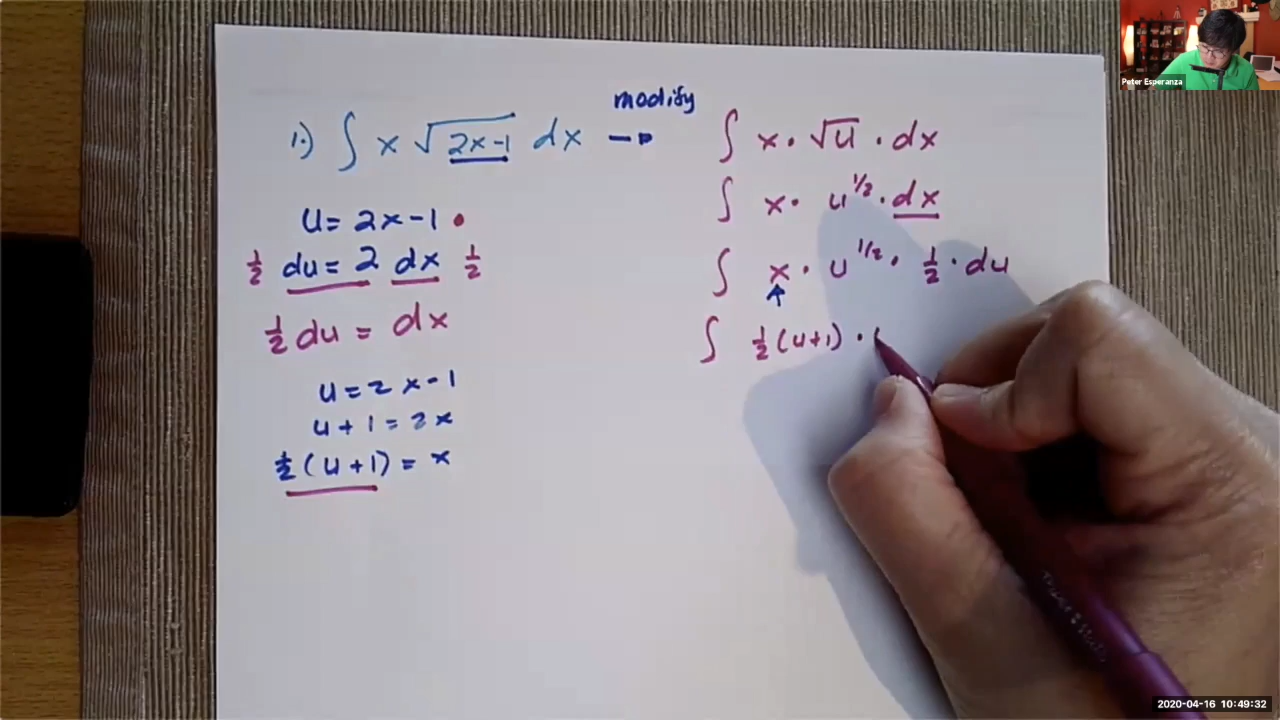 Peter Esperanza
modify
1.) ∫ x √(2x-1) dx → ∫ x · √u · dx
∫ x · u^1/2 · dx
u = 2x-1 ·
1/2 du = 2 dx 1/2
∫ x · u^1/2 · 1/2 · du
1/2 du = dx
∫ 1/2 (u+1) ·
u = 2x-1
u + 1 = 2x
1/2 (u + 1) = x
2020-04-16 10:49:32